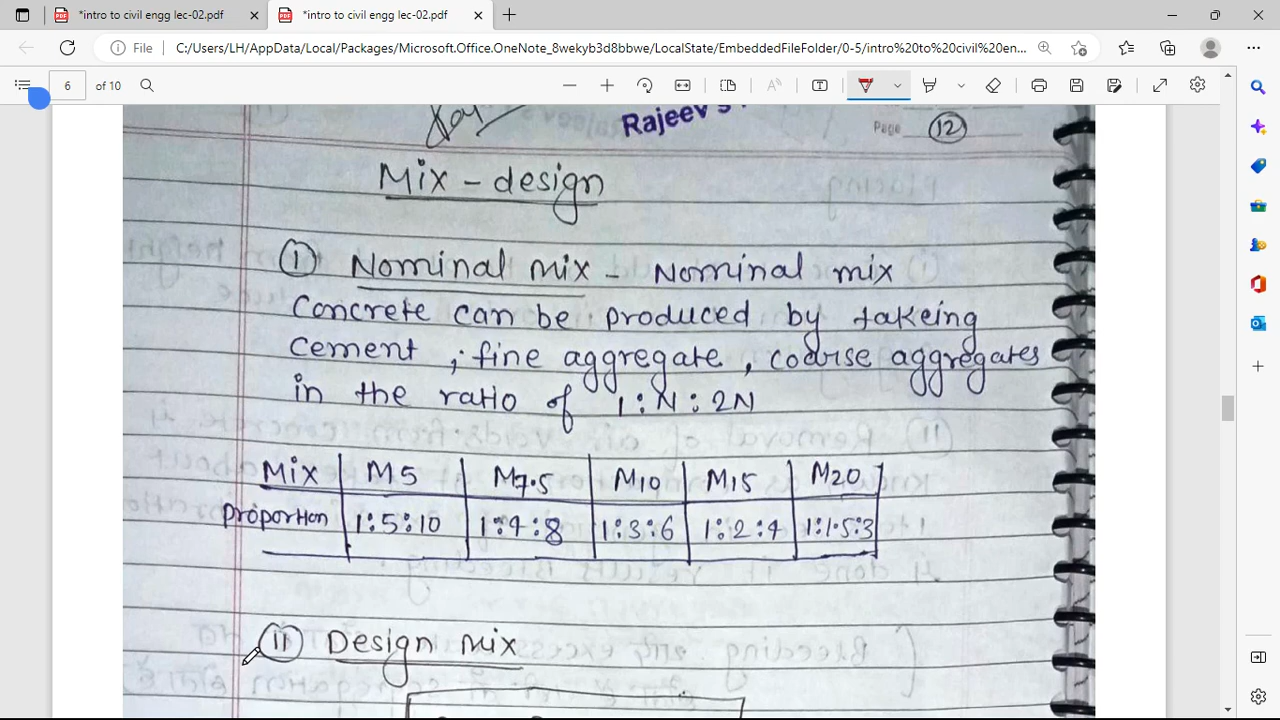 *intro to civil engg lec-02.pdf
*intro to civil engg lec-02.pdf
File
C:/Users/LH/AppData/Local/Packages/Microsoft.Office.OneNote_8wekyb3d8bbwe/LocalState/EmbeddedFileFolder/0-5/intro%20to%20civil%20en...
6 of 10
Rajeev's
Page 12
Mix - design
I Nominal mix - Nominal mix
Concrete can be produced by takeing
cement , fine aggregate , coarse aggregates
in the ratio of 1:N:2N
Mix M5 M7.5 M10 M15 M20
Proportion 1:5:10 1:4:8 1:3:6 1:2:4 1:1.5:3
II Design mix